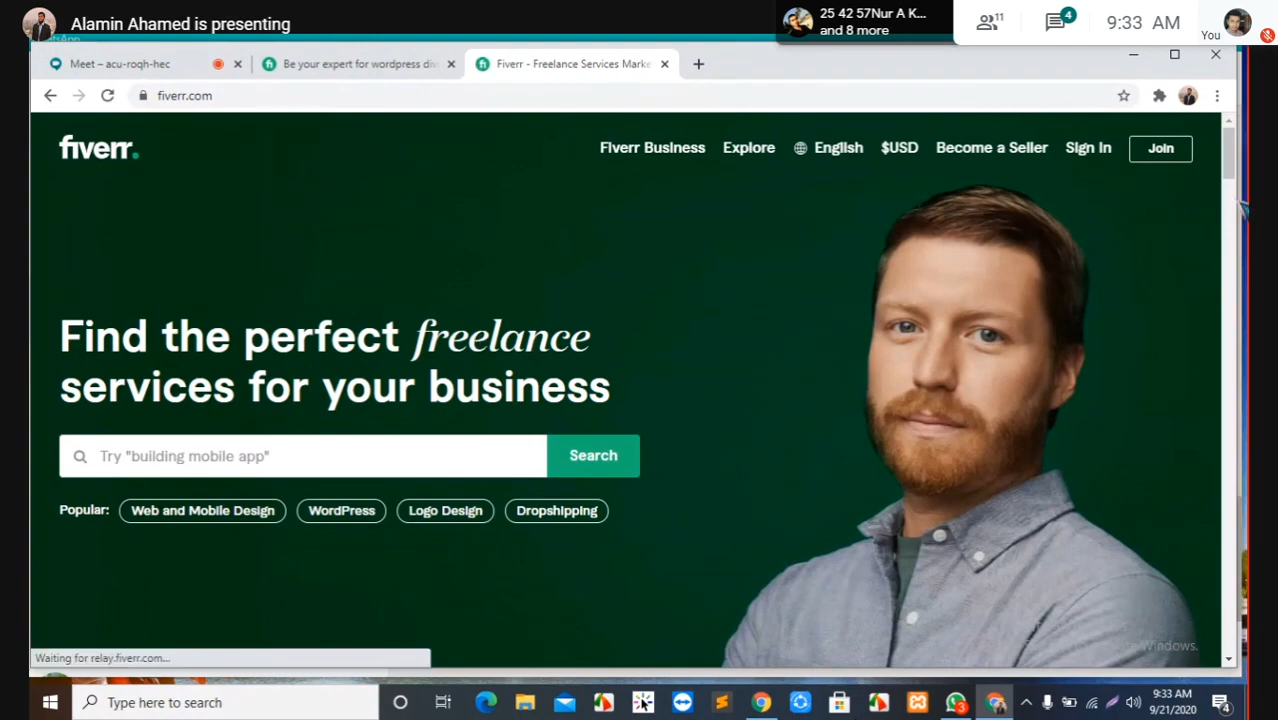 Alamin Ahamed is presenting
25 42 57Nur A K...
and 8 more
11
4
9:33 AM
You
Meet – acu-roqh-hec
Be your expert for wordpress div
Fiverr - Freelance Services Marke
fiverr.com
fiverr.
Fiverr Business
Explore
English
$USD
Become a Seller
Sign In
Join
Find the perfect freelance
services for your business
Try "building mobile app"
Search
Popular:
Web and Mobile Design
WordPress
Logo Design
Dropshipping
Windows.
Waiting for relay.fiverr.com...
Type here to search
3
9:33 AM
9/21/2020
4